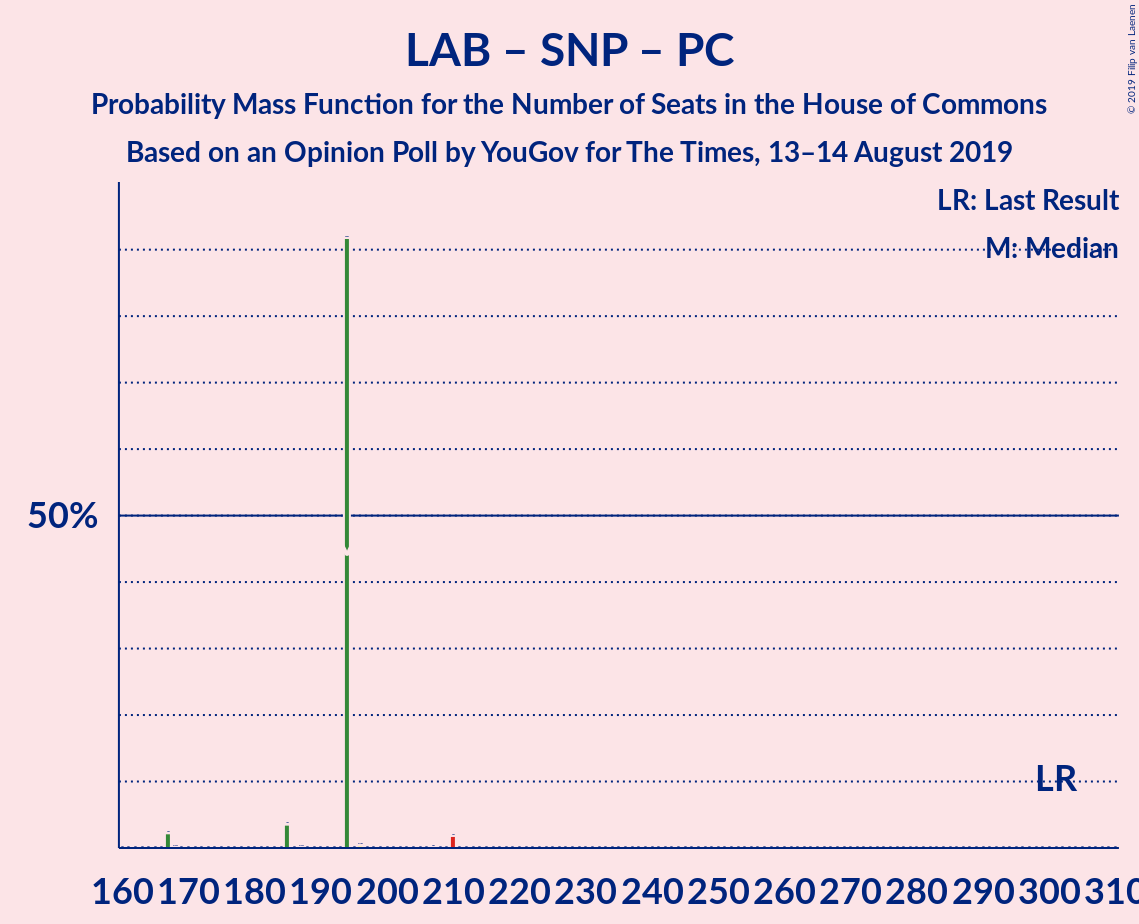 LAB – SNP – PC
Probability Mass Function for the Number of Seats in the House of Commons
Based on an Opinion Poll by YouGov for The Times, 13–14 August 2019
© 2019 Filip van Laenen
LR: Last Result
M: Median
50%
LR
160 170 180 190 200 210 220 230 240 250 260 270 280 290 300 310